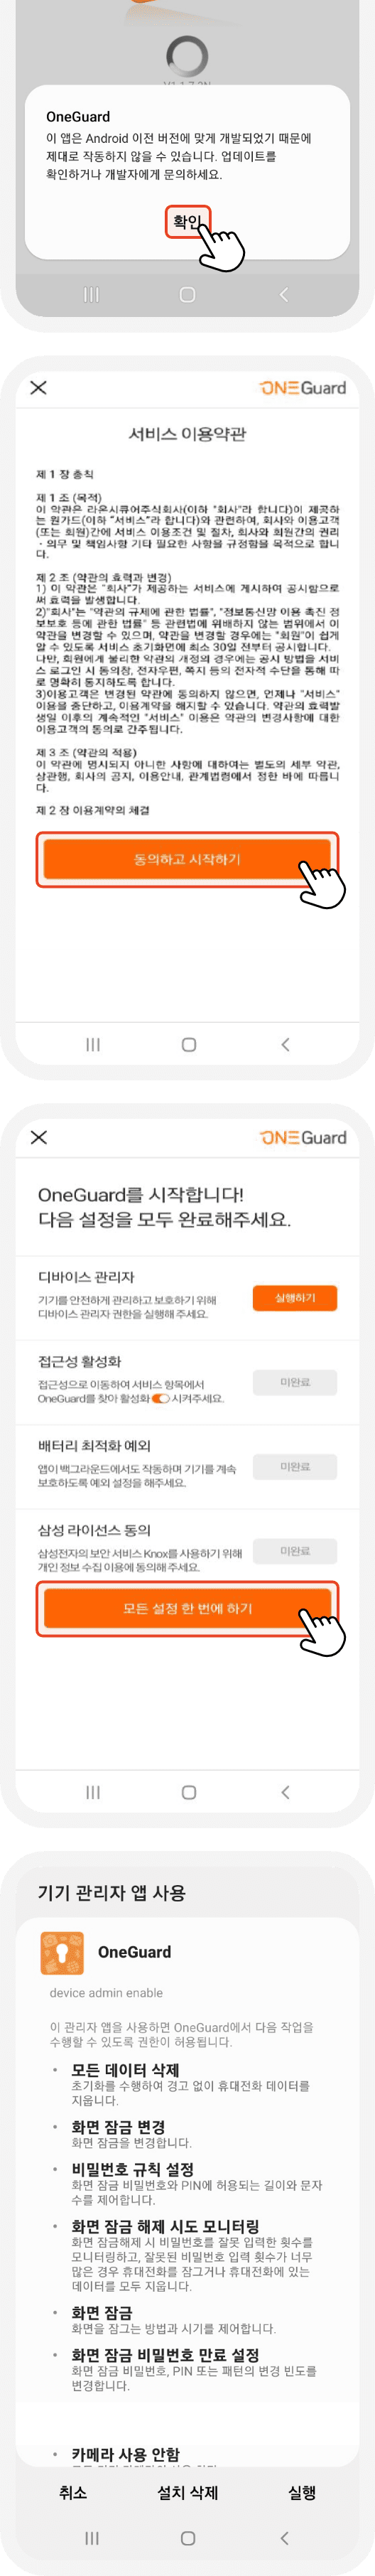 OneGuard
이 앱은 Android 이전 버전에 맞게 개발되었기 때문에
제대로 작동하지 않을 수 있습니다. 업데이트를
확인하거나 개발자에게 문의하세요.
확인
ONEGuard
서비스 이용약관
제 1 장 총칙
제 1 조 (목적)
이 약관은 라온시큐어주식회사(이하 "회사"라 합니다)이 제공하
는 원가드(이하 "서비스"라 합니다)와 관련하여, 회사와 이용고객
(또는 회원)간에 서비스 이용조건 및 절차, 회사와 회원간의 권리
· 의무 및 책임사항 기타 필요한 사항을 규정함을 목적으로 합니
다.
제 2 조 (약관의 효력과 변경)
1) 이 약관은 "회사"가 제공하는 서비스에 게시하여 공시함으로
써 효력을 발생합니다.
2)"회사"는 "약관의 규제에 관한 법률", "정보통신망 이용 촉진 정
보보호 등에 관한 법률" 등 관련법에 위배하지 않는 범위에서 이
약관을 변경할 수 있으며, 약관을 변경할 경우에는 "회원"이 쉽게
알 수 있도록 서비스 초기화면에 최소 30일 전부터 공시합니다.
다만, 회원에게 불리한 약관의 개정의 경우에는 공시 방법을 서비
스 로그인 시 동의창, 전자우편, 쪽지 등의 전자적 수단을 통해 따
로 명확히 통지하도록 합니다.
3)이용고객은 변경된 약관에 동의하지 않으면, 언제나 "서비스"
이용을 중단하고, 이용계약을 해지할 수 있습니다. 약관의 효력발
생일 이후의 계속적인 "서비스" 이용은 약관의 변경사항에 대한
이용고객의 동의로 간주됩니다.
제 3 조 (약관의 적용)
이 약관에 명시되지 아니한 사항에 대하여는 별도의 세부 약관,
상관행, 회사의 공지, 이용안내, 관계법령에서 정한 바에 따릅니
다.
제 2 장 이용계약의 체결
동의하고 시작하기
ONEGuard
OneGuard를 시작합니다!
다음 설정을 모두 완료해주세요.
디바이스 관리자
기기를 안전하게 관리하고 보호하기 위해
디바이스 관리자 권한을 실행해 주세요.
실행하기
접근성 활성화
접근성으로 이동하여 서비스 항목에서
OneGuard를 찾아 활성화 시켜주세요.
미완료
배터리 최적화 예외
앱이 백그라운드에서도 작동하며 기기를 계속
보호하도록 예외 설정을 해주세요.
미완료
삼성 라이선스 동의
삼성전자의 보안 서비스 Knox를 사용하기 위해
개인 정보 수집 이용에 동의해 주세요.
미완료
모든 설정 한 번에 하기
기기 관리자 앱 사용
OneGuard
device admin enable
이 관리자 앱을 사용하면 OneGuard에서 다음 작업을
수행할 수 있도록 권한이 허용됩니다.
• 모든 데이터 삭제
초기화를 수행하여 경고 없이 휴대전화 데이터를
지웁니다.
• 화면 잠금 변경
화면 잠금을 변경합니다.
• 비밀번호 규칙 설정
화면 잠금 비밀번호와 PIN에 허용되는 길이와 문자
수를 제어합니다.
• 화면 잠금 해제 시도 모니터링
화면 잠금해제 시 비밀번호를 잘못 입력한 횟수를
모니터링하고, 잘못된 비밀번호 입력 횟수가 너무
많은 경우 휴대전화를 잠그거나 휴대전화에 있는
데이터를 모두 지웁니다.
• 화면 잠금
화면을 잠그는 방법과 시기를 제어합니다.
• 화면 잠금 비밀번호 만료 설정
화면 잠금 비밀번호, PIN 또는 패턴의 변경 빈도를
변경합니다.
• 카메라 사용 안함
취소
설치 삭제
실행